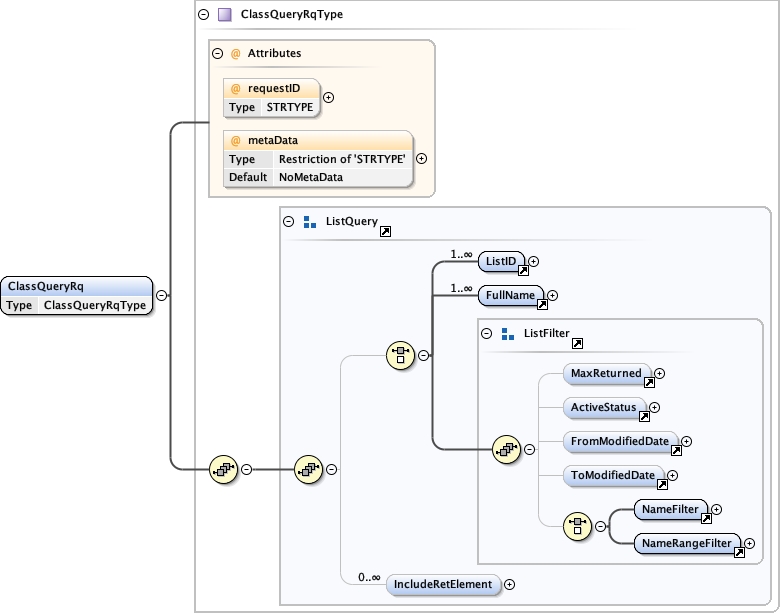 ClassQueryRqType
@ Attributes
@ requestID
Type STRTYPE
@ metaData
Type Restriction of 'STRTYPE'
Default NoMetaData
ListQuery
1..∞ ListID
ClassQueryRq
Type ClassQueryRqType
1..∞ FullName
ListFilter
MaxReturned
ActiveStatus
FromModifiedDate
ToModifiedDate
NameFilter
NameRangeFilter
0..∞ IncludeRetElement